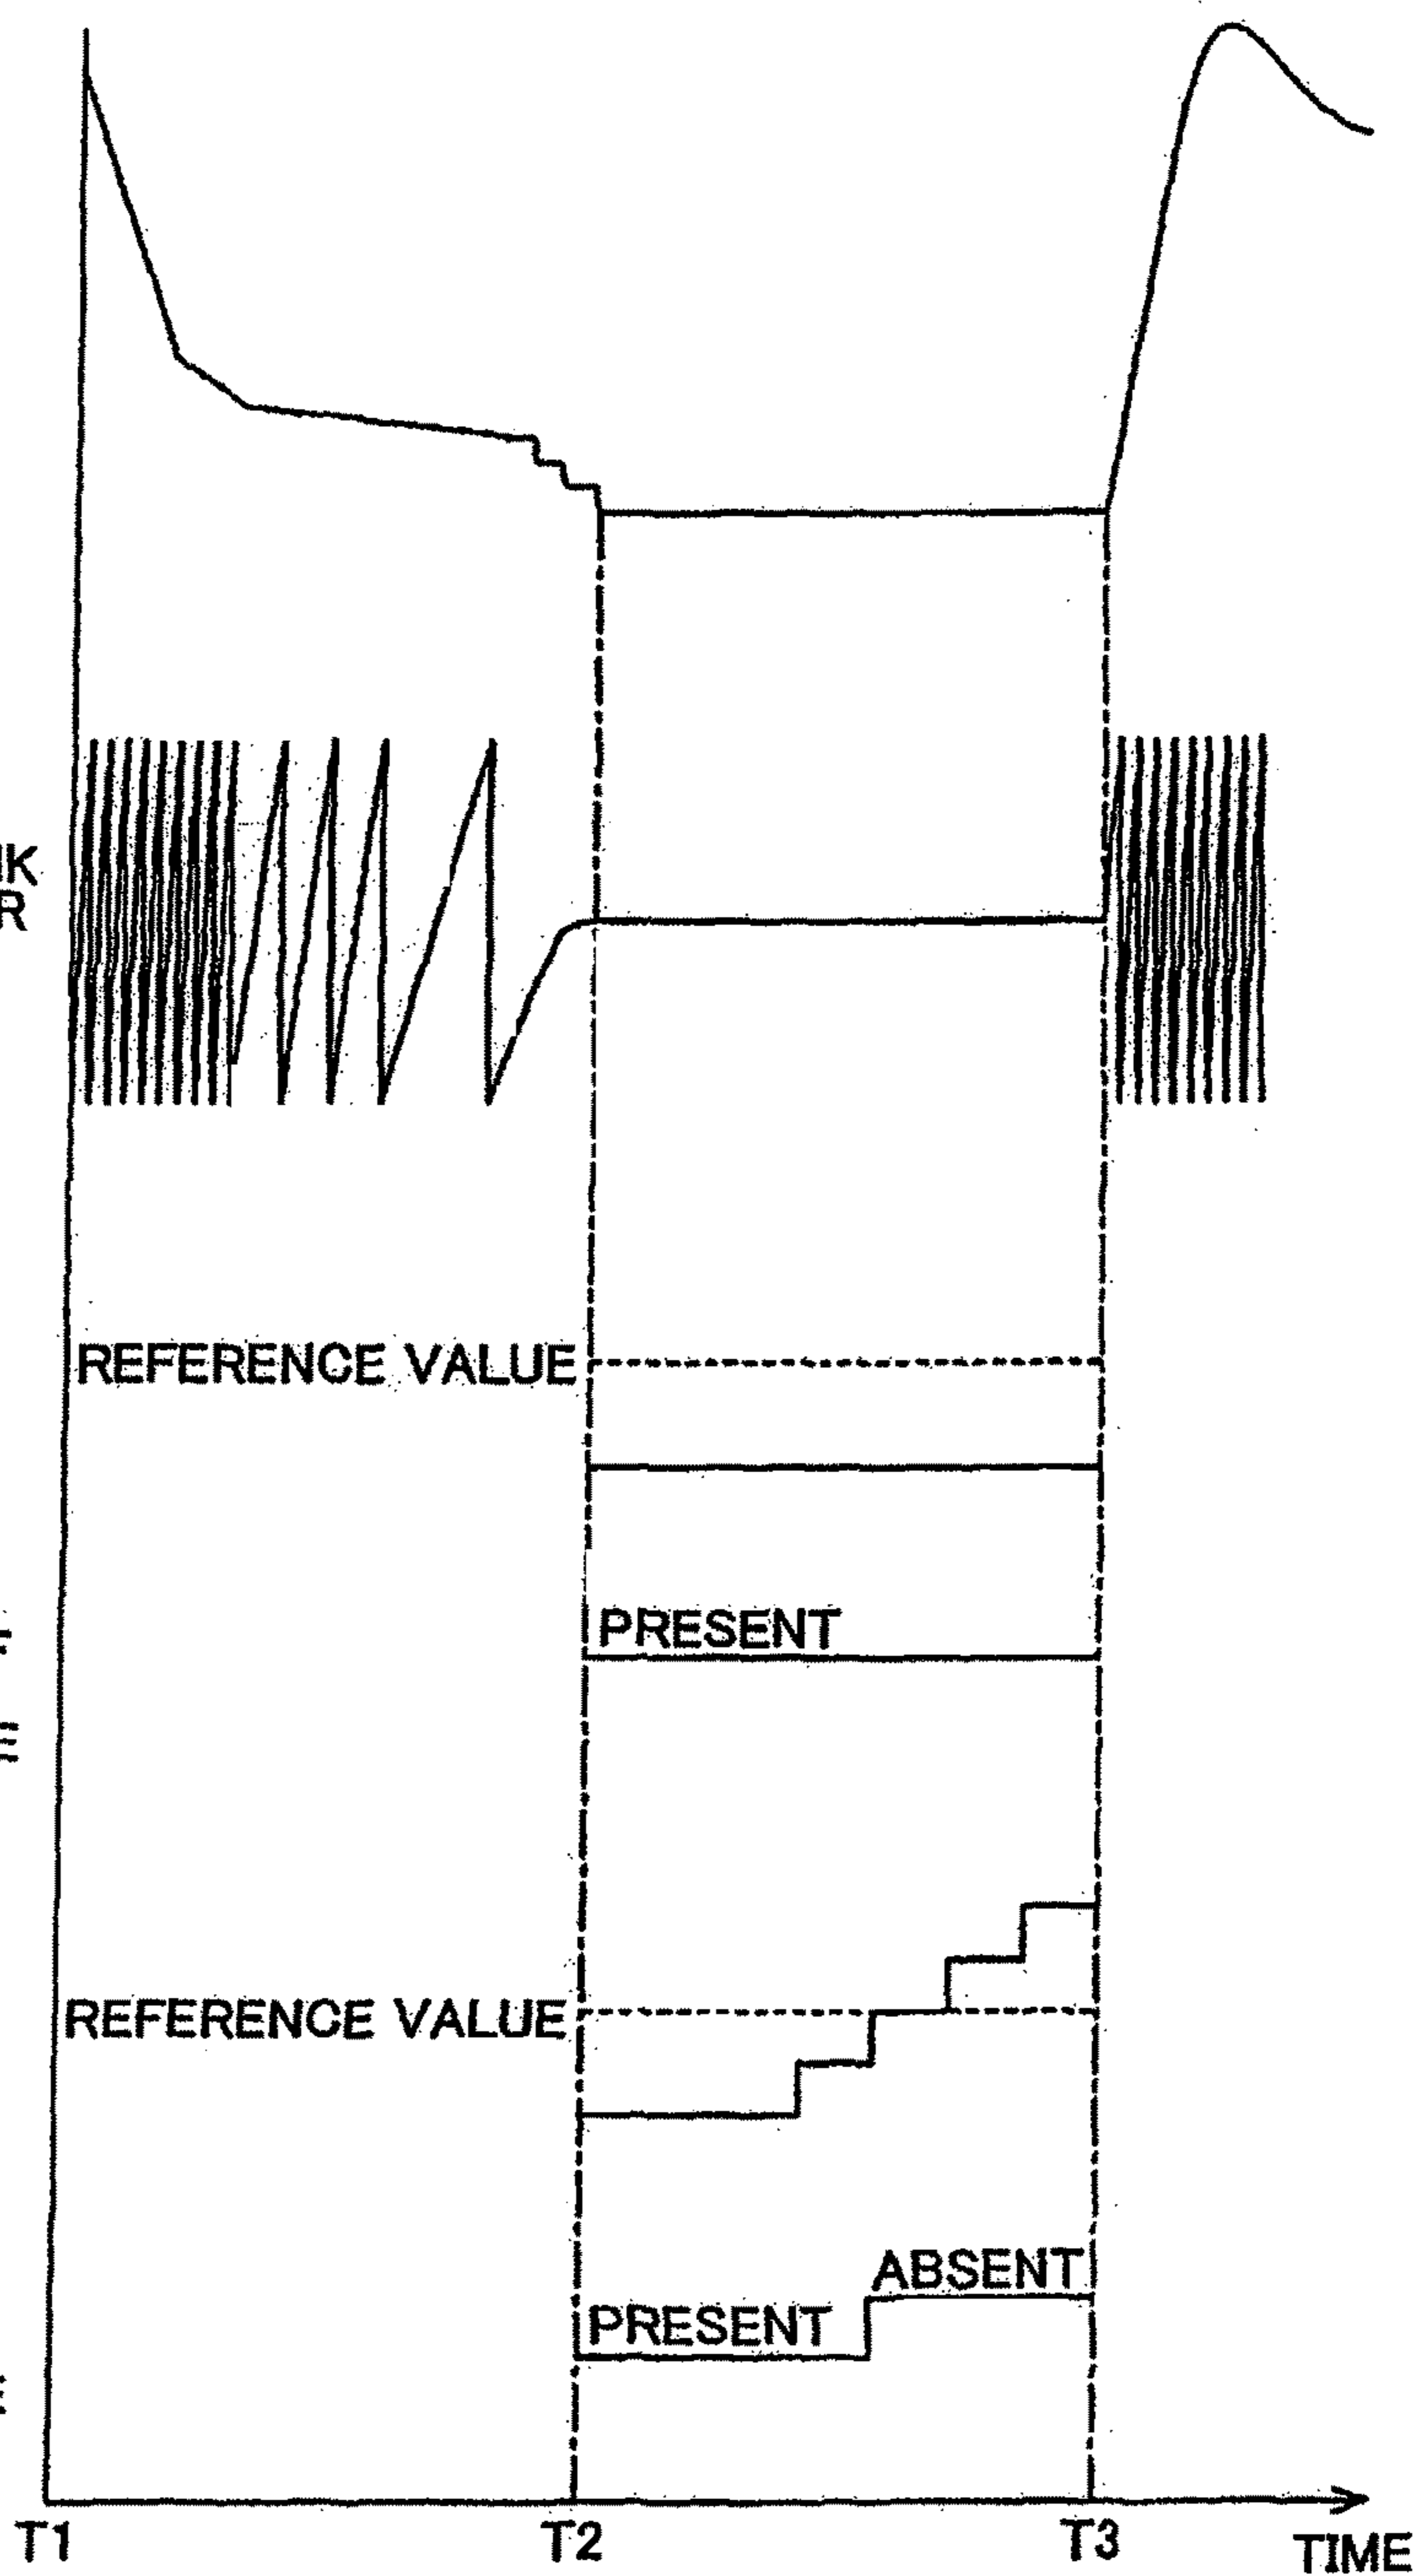 REFERENCE VALUE
PRESENT
REFERENCE VALUE
ABSENT
PRESENT
T1 T2 T3 TIME